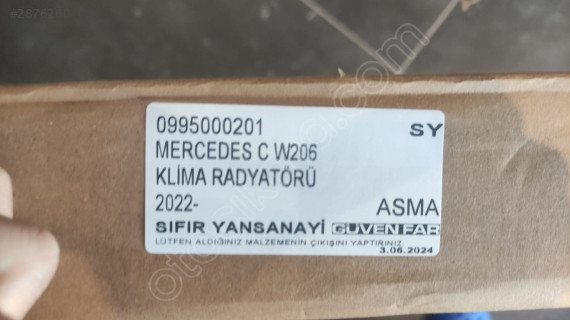 #2876266
0995000201 SY
MERCEDES C W206
KLİMA RADYATÖRÜ
2022- ASMA
SIFIR YANSANAYİ GÜVEN FAR
LÜTFEN ALDIĞINIZ MALZEMENİN ÇIKIŞINI YAPTIRINIZ
3.06.2024